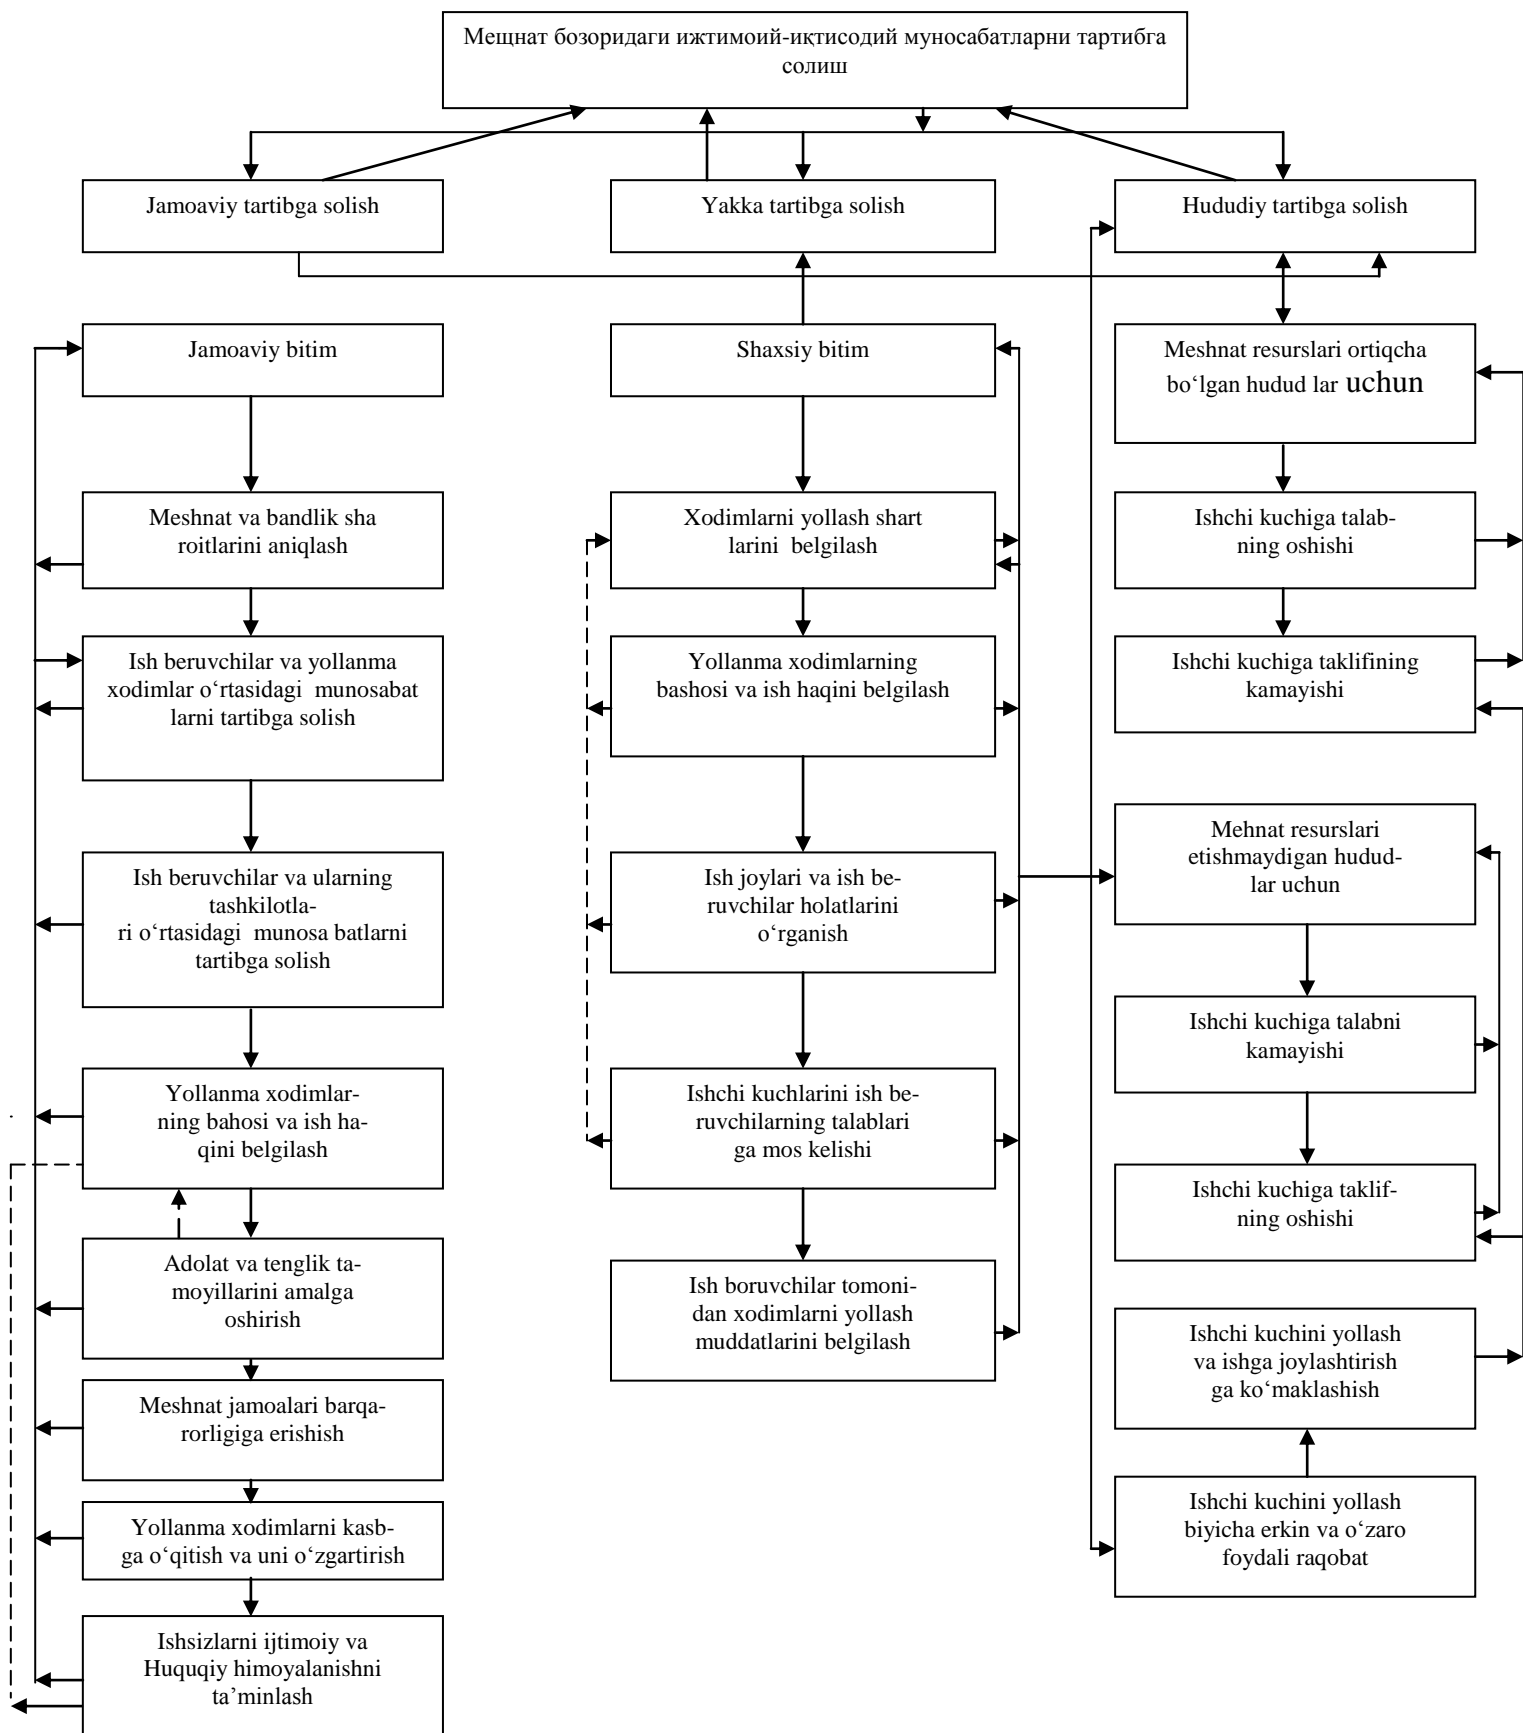 Мещнат бозоридаги ижтимоий-иқтисодий муносабатларни тартибга
солиш
Jamoaviy tartibga solish
Yakka tartibga solish
Hududiy tartibga solish
Jamoaviy bitim
Shaxsiy bitim
Meshnat resurslari ortiqcha
bo‘lgan hudud lar uchun
Meshnat va bandlik sha
roitlarini aniqlash
Xodimlarni yollash shart
larini belgilash
Ishchi kuchiga talab-
ning oshishi
Ish beruvchilar va yollanma
xodimlar o‘rtasidagi munosabat
larni tartibga solish
Yollanma xodimlarning
bashosi va ish haqini belgilash
Ishchi kuchiga taklifining
kamayishi
Ish beruvchilar va ularning
tashkilotla-
ri o‘rtasidagi munosa batlarni
tartibga solish
Ish joylari va ish be-
ruvchilar holatlarini
o‘rganish
Mehnat resurslari
etishmaydigan hudud-
lar uchun
Ishchi kuchiga talabni
kamayishi
Yollanma xodimlar-
ning bahosi va ish ha-
qini belgilash
Ishchi kuchlarini ish be-
ruvchilarning talablari
ga mos kelishi
Ishchi kuchiga taklif-
ning oshishi
Adolat va tenglik ta-
moyillarini amalga
oshirish
Ish boruvchilar tomoni-
dan xodimlarni yollash
muddatlarini belgilash
Ishchi kuchini yollash
va ishga joylashtirish
ga ko‘maklashish
Meshnat jamoalari barqa-
rorligiga erishish
Ishchi kuchini yollash
biyicha erkin va o‘zaro
foydali raqobat
Yollanma xodimlarni kasb-
ga o‘qitish va uni o‘zgartirish
Ishsizlarni ijtimoiy va
Huquqiy himoyalanishni
ta’minlash